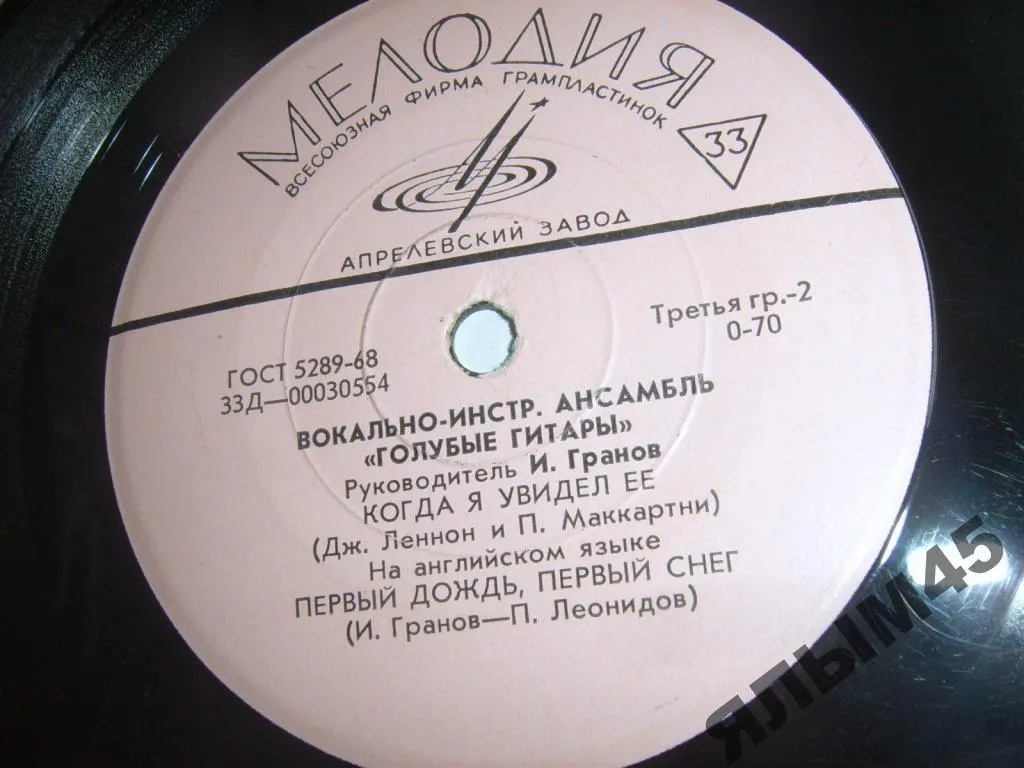 МЕЛОДИЯ
ВСЕСОЮЗНАЯ ФИРМА ГРАМПЛАСТИНОК
33
АПРЕЛЕВСКИЙ ЗАВОД
ГОСТ 5289-68
33Д—00030554
Третья гр.-2
0-70
ВОКАЛЬНО-ИНСТР. АНСАМБЛЬ
«ГОЛУБЫЕ ГИТАРЫ»
Руководитель И. Гранов
КОГДА Я УВИДЕЛ ЕЕ
(Дж. Леннон и П. Маккартни)
На английском языке
ПЕРВЫЙ ДОЖДЬ, ПЕРВЫЙ СНЕГ
(И. Гранов—П. Леонидов)
ЯЛЫМ45